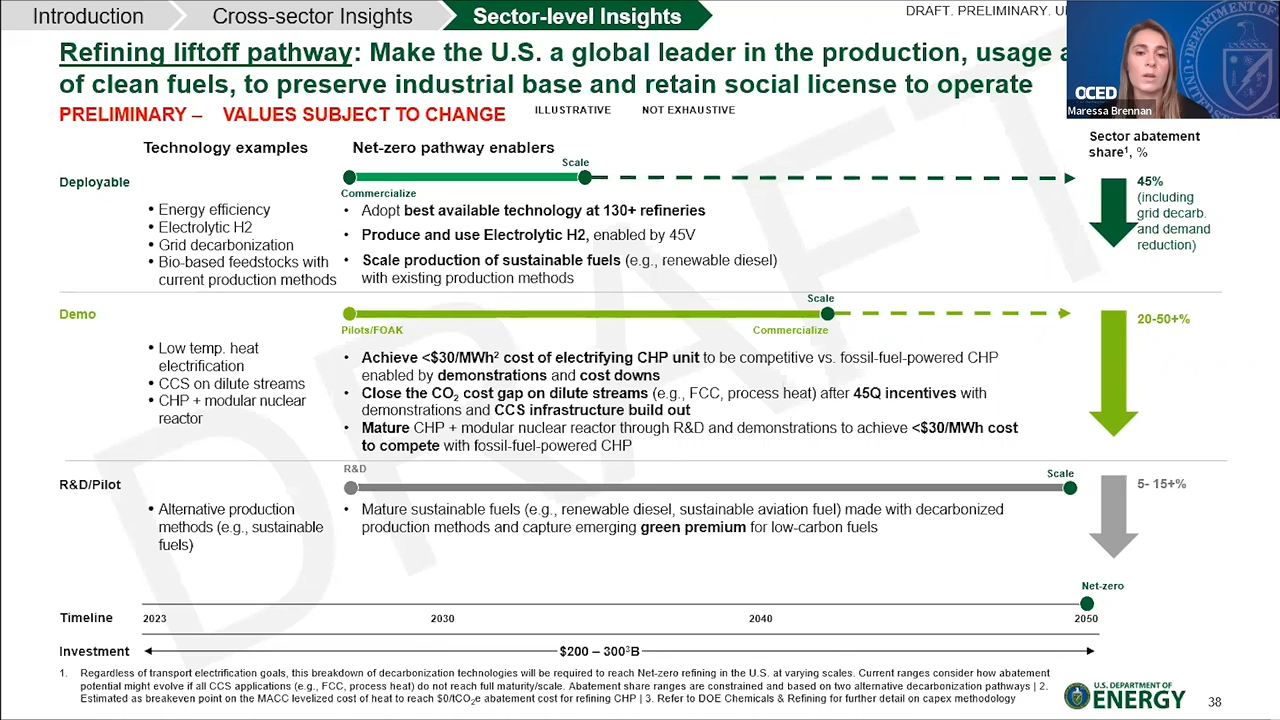 Introduction
Cross-sector Insights
Sector-level Insights
DRAFT. PRELIMINARY.
Refining liftoff pathway: Make the U.S. a global leader in the production, usage
of clean fuels, to preserve industrial base and retain social license to operate
PRELIMINARY – VALUES SUBJECT TO CHANGE
ILLUSTRATIVE
NOT EXHAUSTIVE
OCED
Maressa Brennan
DEPARTMENT OF
Technology examples
Net-zero pathway enablers
Sector abatement
share1, %
Deployable
Scale
Commercialize
• Energy efficiency
• Electrolytic H2
• Grid decarbonization
• Bio-based feedstocks with
current production methods
• Adopt best available technology at 130+ refineries
• Produce and use Electrolytic H2, enabled by 45V
• Scale production of sustainable fuels (e.g., renewable diesel)
with existing production methods
45%
(including
grid decarb.
and demand
reduction)
Demo
Scale
Pilots/FOAK
Commercialize
• Low temp. heat
electrification
• CCS on dilute streams
• CHP + modular nuclear
reactor
• Achieve <$30/MWh2 cost of electrifying CHP unit to be competitive vs. fossil-fuel-powered CHP
enabled by demonstrations and cost downs
• Close the CO2 cost gap on dilute streams (e.g., FCC, process heat) after 45Q incentives with
demonstrations and CCS infrastructure build out
• Mature CHP + modular nuclear reactor through R&D and demonstrations to achieve <$30/MWh cost
to compete with fossil-fuel-powered CHP
20-50+%
R&D/Pilot
R&D
Scale
• Alternative production
methods (e.g., sustainable
fuels)
• Mature sustainable fuels (e.g., renewable diesel, sustainable aviation fuel) made with decarbonized
production methods and capture emerging green premium for low-carbon fuels
5- 15+%
Net-zero
Timeline
2023
2030
2040
2050
Investment
$200 – 3003B
1. Regardless of transport electrification goals, this breakdown of decarbonization technologies will be required to reach Net-zero refining in the U.S. at varying scales. Current ranges consider how abatement
potential might evolve if all CCS applications (e.g., FCC, process heat) do not reach full maturity/scale. Abatement share ranges are constrained and based on two alternative decarbonization pathways | 2.
Estimated as breakeven point on the MACC levelized cost of heat to reach $0/tCO2e abatement cost for refining CHP | 3. Refer to DOE Chemicals & Refining for further detail on capex methodology
U.S. DEPARTMENT OF
ENERGY
38
DRAFT